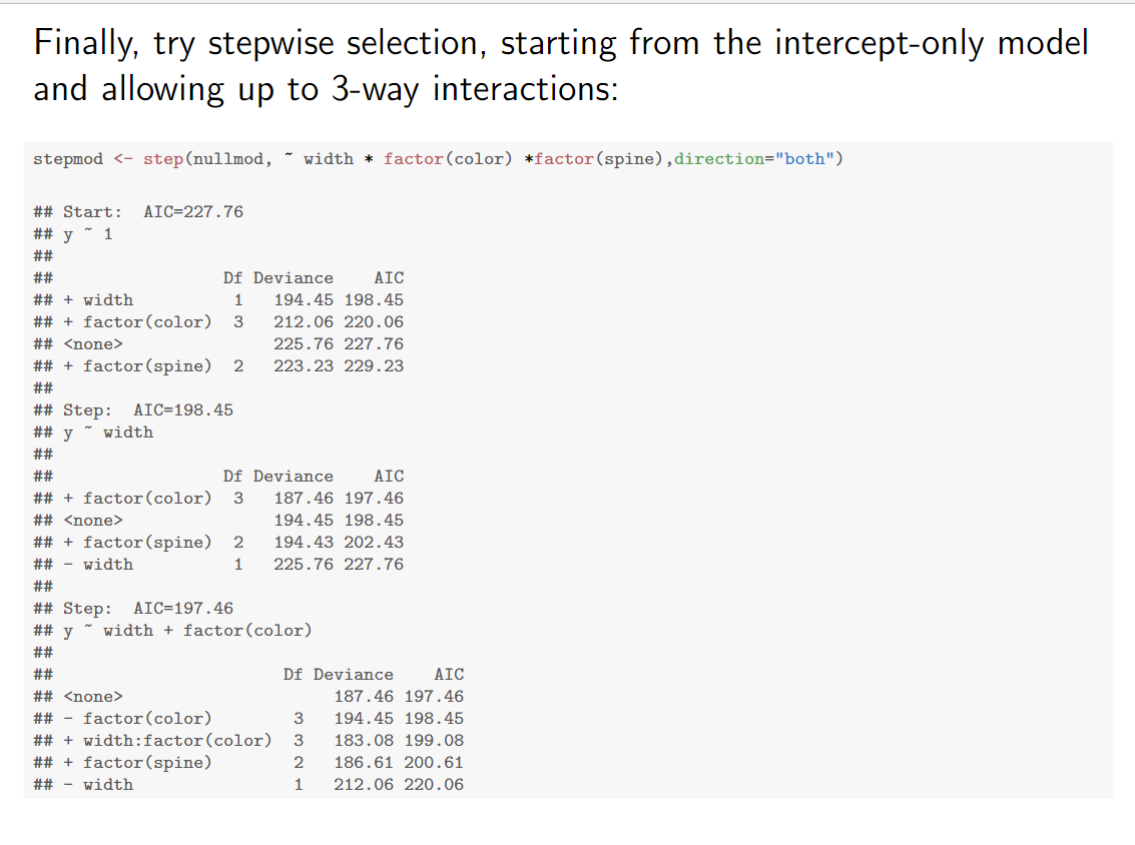 Finally, try stepwise selection, starting from the intercept-only model
and allowing up to 3-way interactions:
stepmod <- step(nullmod, ~ width * factor(color) *factor(spine),direction="both")
## Start:  AIC=227.76
## y ~ 1
##
##                 Df Deviance    AIC
## + width          1   194.45 198.45
## + factor(color)  3   212.06 220.06
## <none>               225.76 227.76
## + factor(spine)  2   223.23 229.23
##
## Step:  AIC=198.45
## y ~ width
##
##                 Df Deviance    AIC
## + factor(color)  3   187.46 197.46
## <none>               194.45 198.45
## + factor(spine)  2   194.43 202.43
## - width          1   225.76 227.76
##
## Step:  AIC=197.46
## y ~ width + factor(color)
##
##                       Df Deviance    AIC
## <none>                     187.46 197.46
## - factor(color)        3   194.45 198.45
## + width:factor(color)  3   183.08 199.08
## + factor(spine)        2   186.61 200.61
## - width                1   212.06 220.06